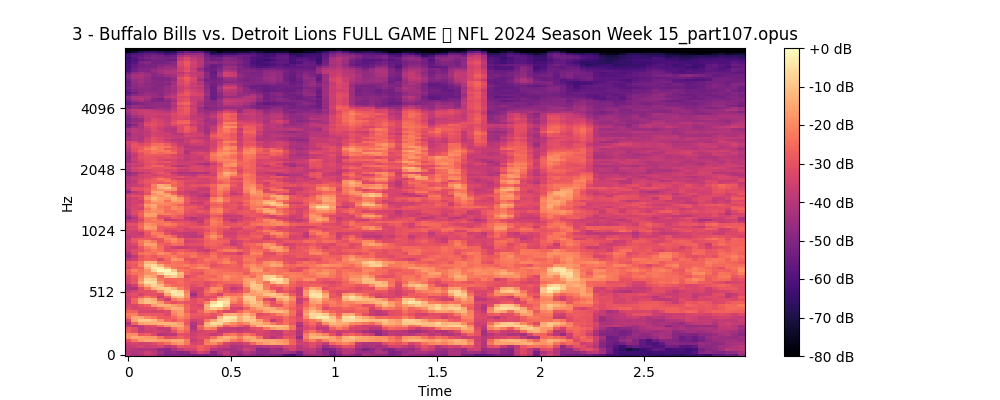 3 - Buffalo Bills vs. Detroit Lions FULL GAME ▯ NFL 2024 Season Week 15_part107.opus
+0 dB
-10 dB
-20 dB
-30 dB
-40 dB
-50 dB
-60 dB
-70 dB
-80 dB
4096
2048
1024
512
0
Hz
0
0.5
1
1.5
2
2.5
Time